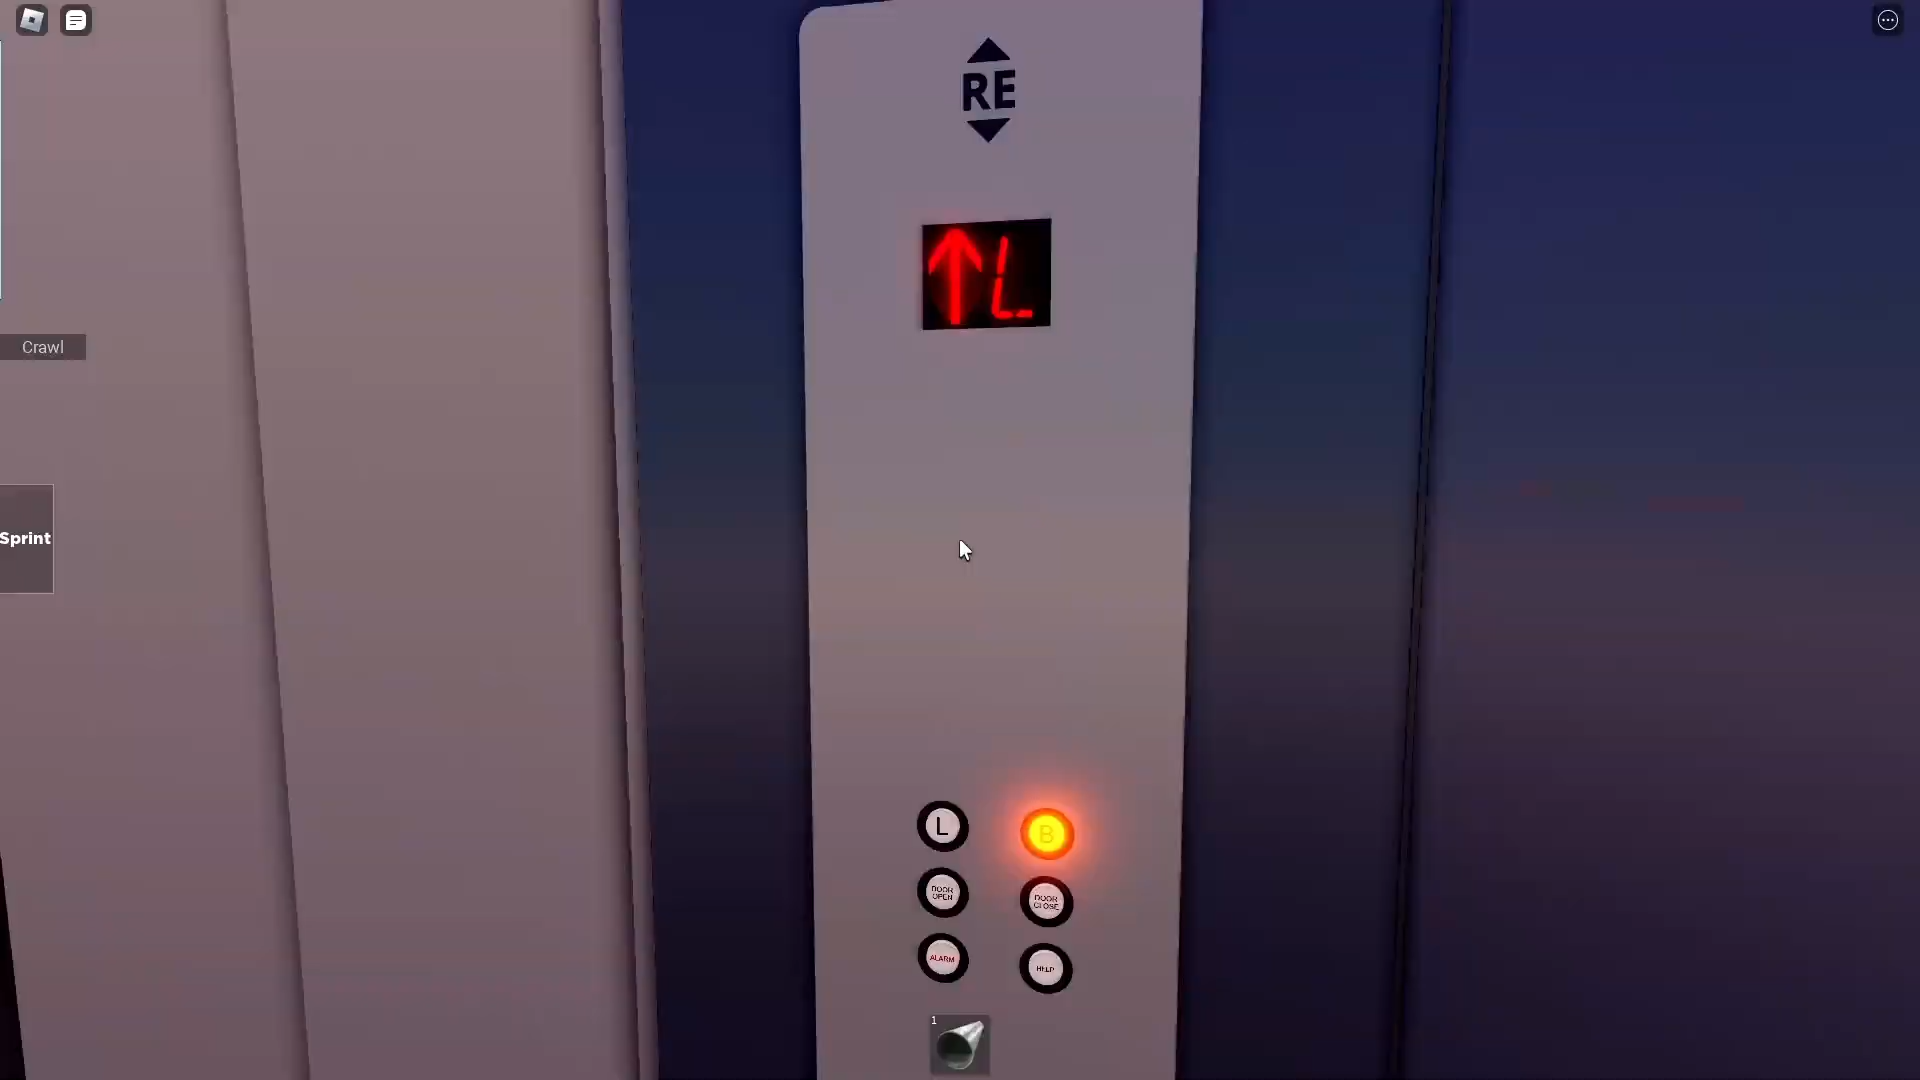 RE
L
Crawl
Sprint
L
B
DOOR
OPEN
DOOR
CLOSE
ALARM
HELP
1